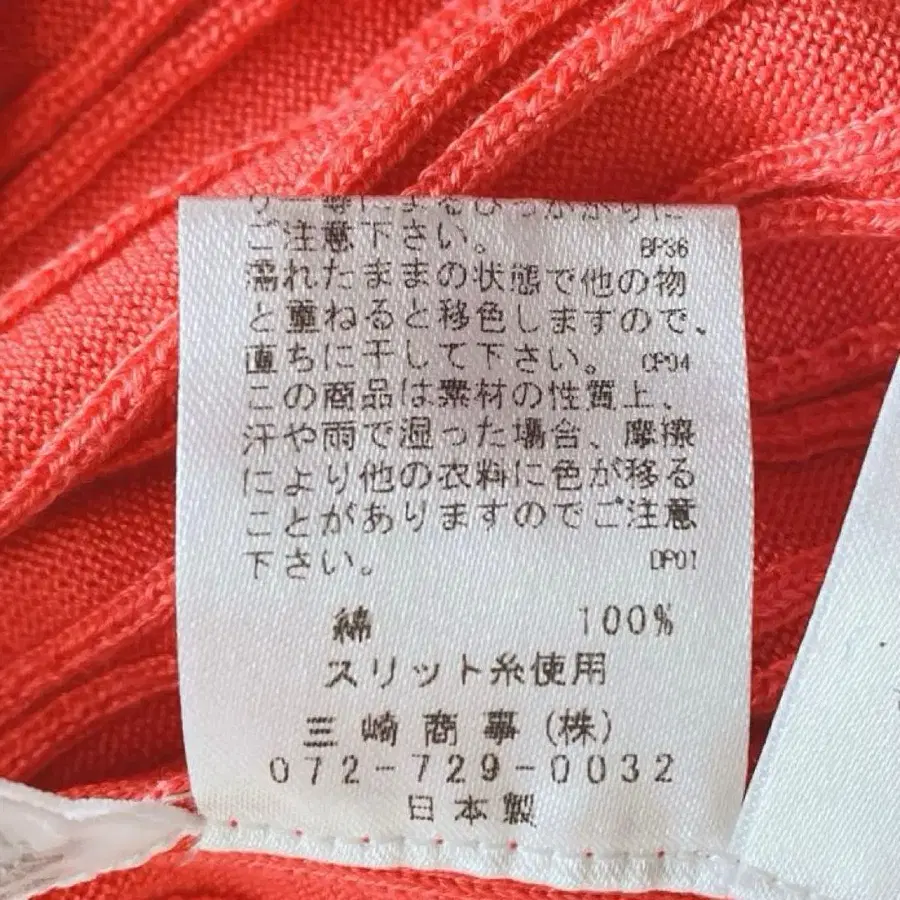 ご注意下さい。 BP36
濡れたままの状態で他の物
と重ねると移色しますので、
直ちに干して下さい。 CP04
この商品は素材の性質上、
汗や雨で湿った場合、摩擦
により他の衣料に色が移る
ことがありますのでご注意
下さい。 DP01
綿 100%
スリット糸使用
三崎商事(株)
072-729-0032
日本製